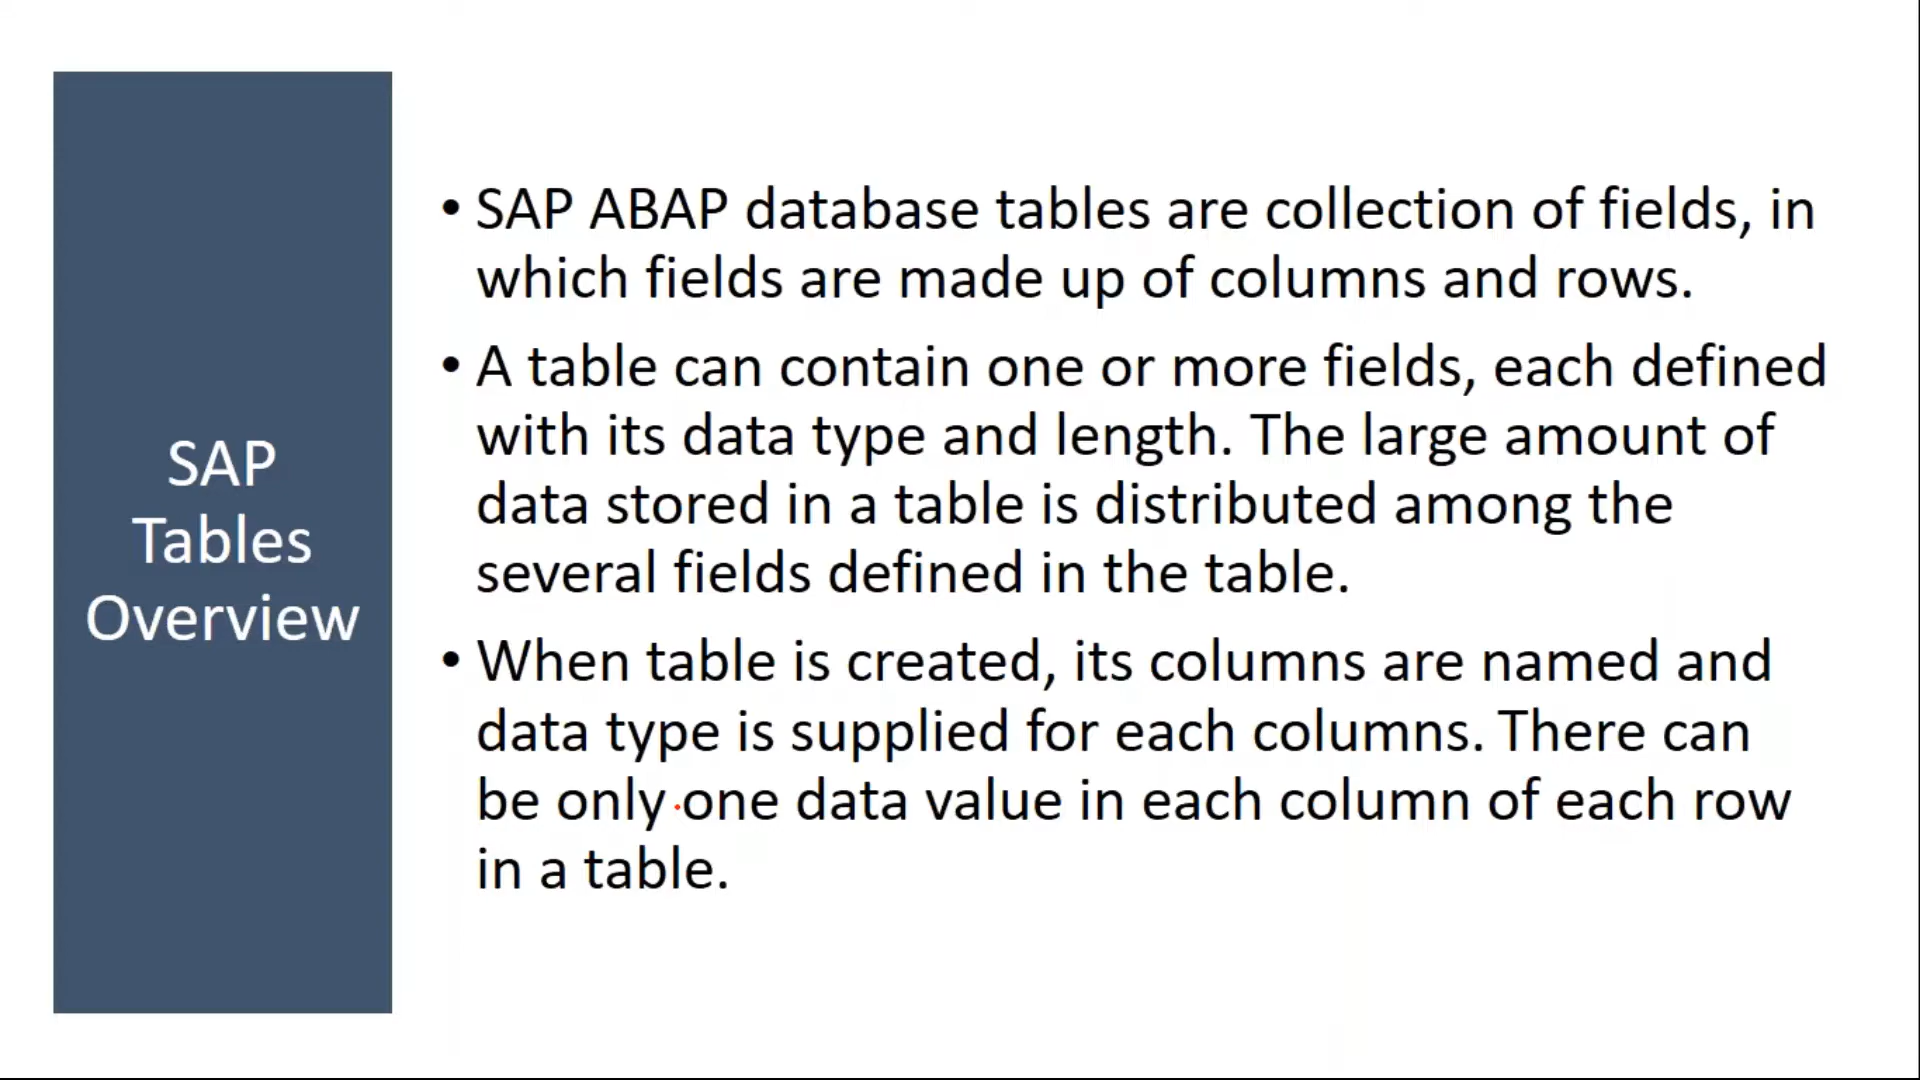 SAP
Tables
Overview
• SAP ABAP database tables are collection of fields, in
which fields are made up of columns and rows.
• A table can contain one or more fields, each defined
with its data type and length. The large amount of
data stored in a table is distributed among the
several fields defined in the table.
• When table is created, its columns are named and
data type is supplied for each columns. There can
be only one data value in each column of each row
in a table.